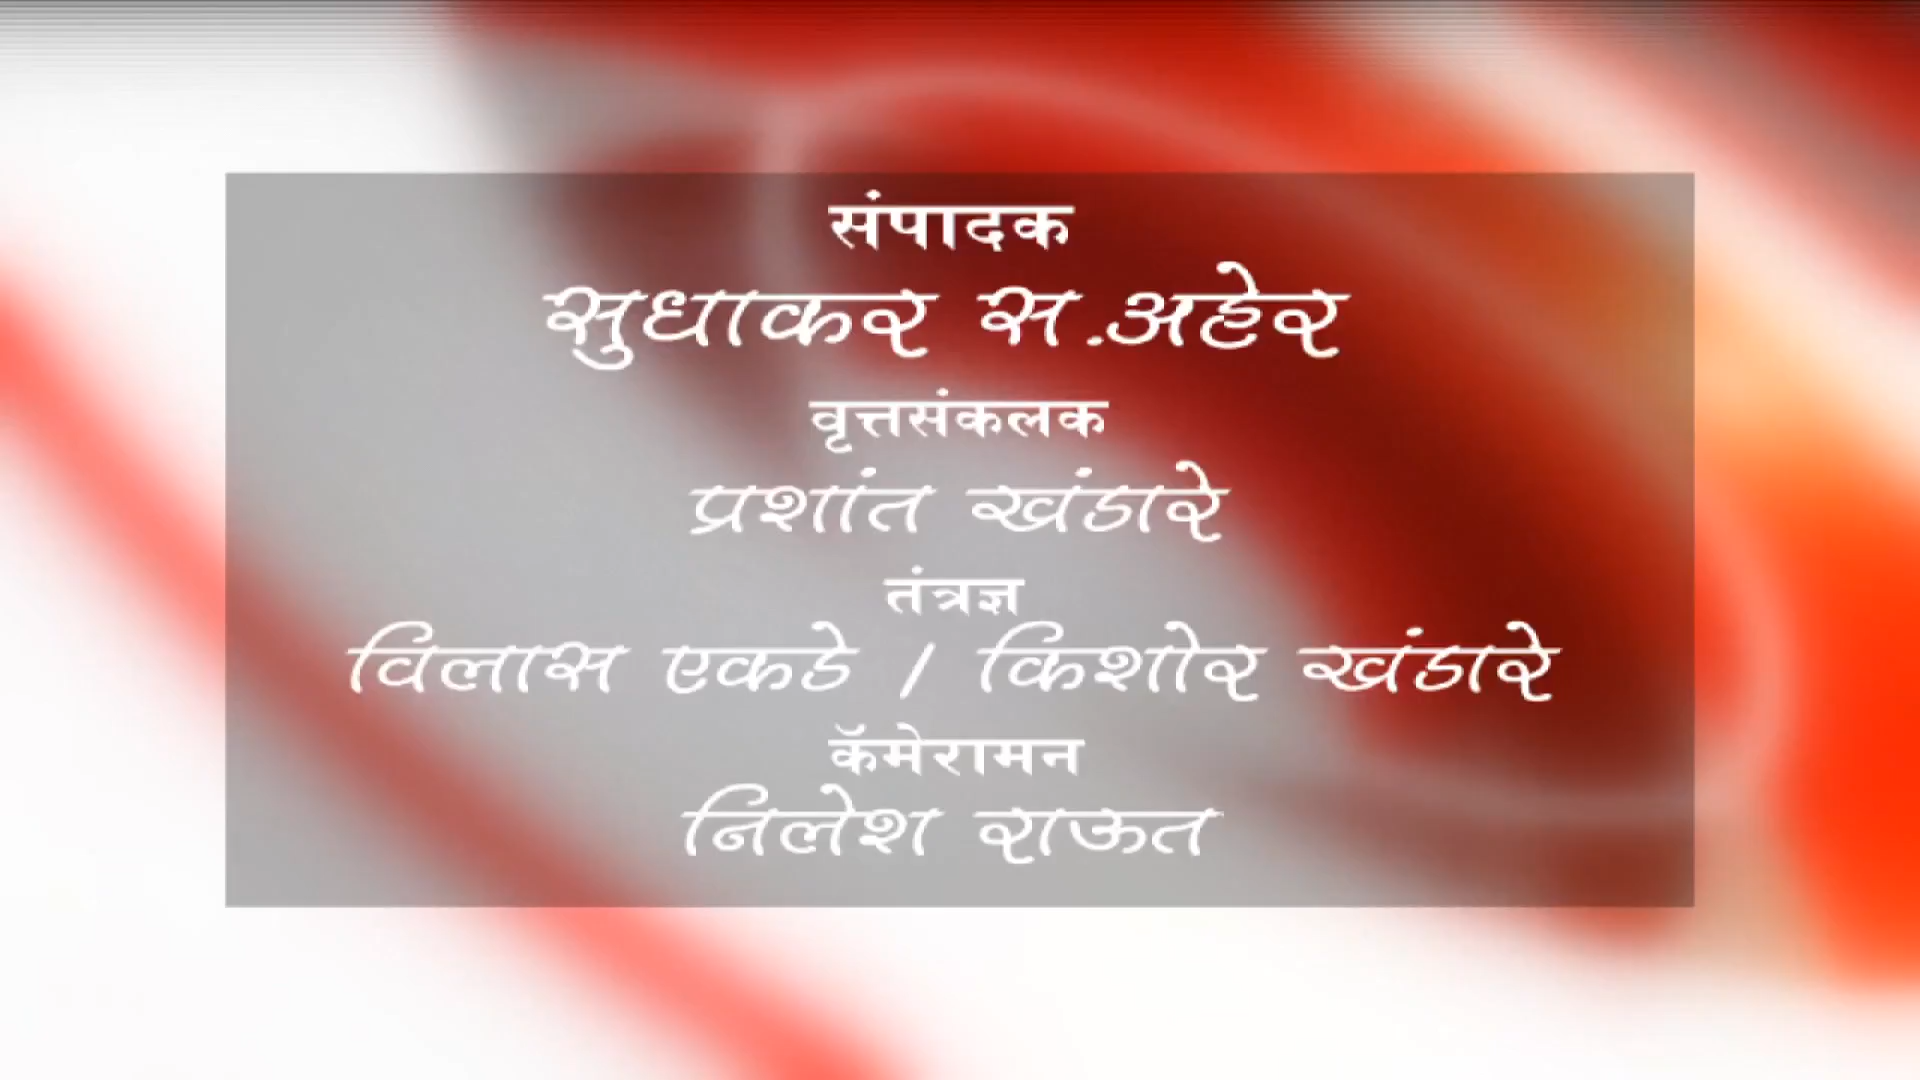 संपादक
सुधाकर स.अहेर
वृत्तसंकलक
प्रशांत खंडारे
तंत्रज्ञ
विलास एकडे / किशोर खंडारे
कॅमेरामन
निलेश राऊत